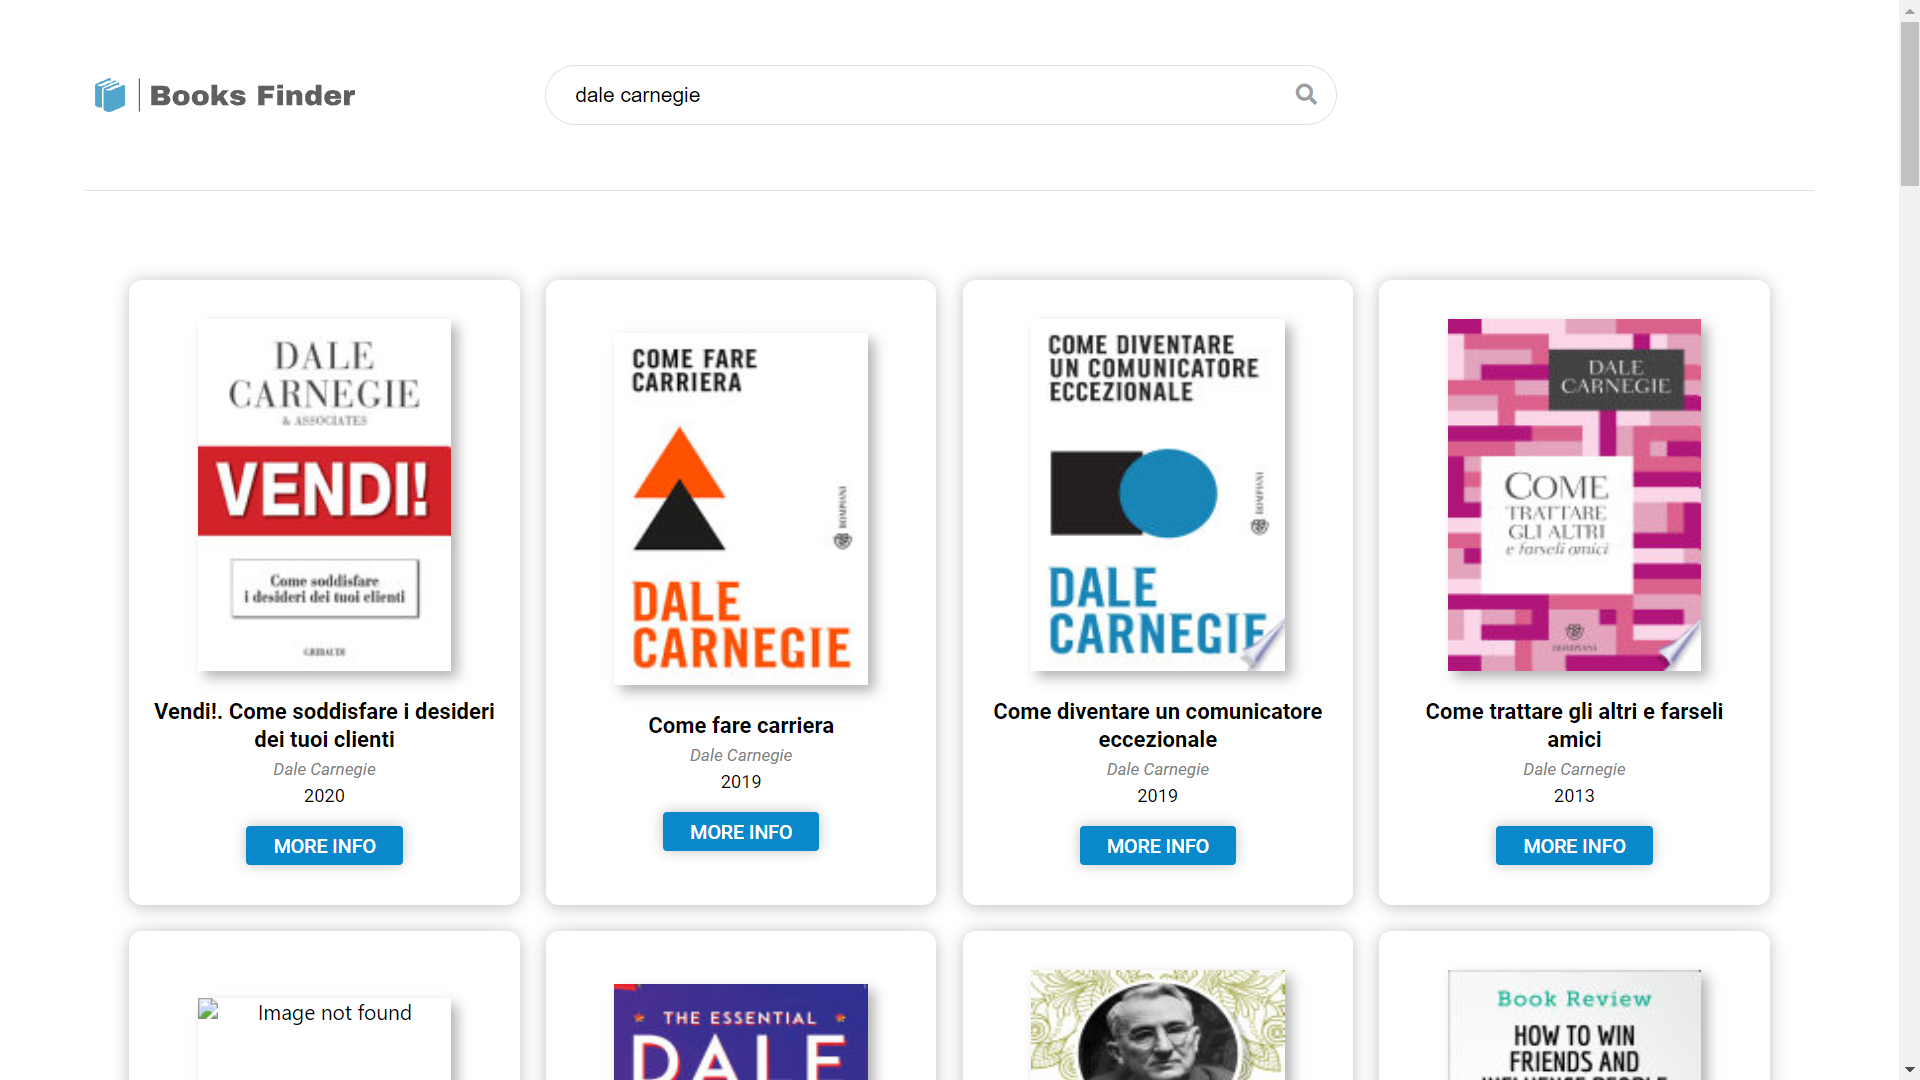 Books Finder
dale carnegie
DALE
CARNEGIE
& ASSOCIATES
VENDI!
Come soddisfare
i desideri dei tuoi clienti
GRIBAUDI
Vendi!. Come soddisfare i desideri
dei tuoi clienti
Dale Carnegie
2020
MORE INFO
COME FARE
CARRIERA
BOMPIANI
DALE
CARNEGIE
Come fare carriera
Dale Carnegie
2019
MORE INFO
COME DIVENTARE
UN COMUNICATORE
ECCEZIONALE
BOMPIANI
DALE
CARNEGIE
Come diventare un comunicatore
eccezionale
Dale Carnegie
2019
MORE INFO
DALE
CARNEGIE
COME
TRATTARE
GLI ALTRI
e farseli amici
BOMPIANI
Come trattare gli altri e farseli
amici
Dale Carnegie
2013
MORE INFO
Image not found
THE ESSENTIAL
DALE
Book Review
HOW TO WIN
FRIENDS AND
INFLUENCE PEOPLE